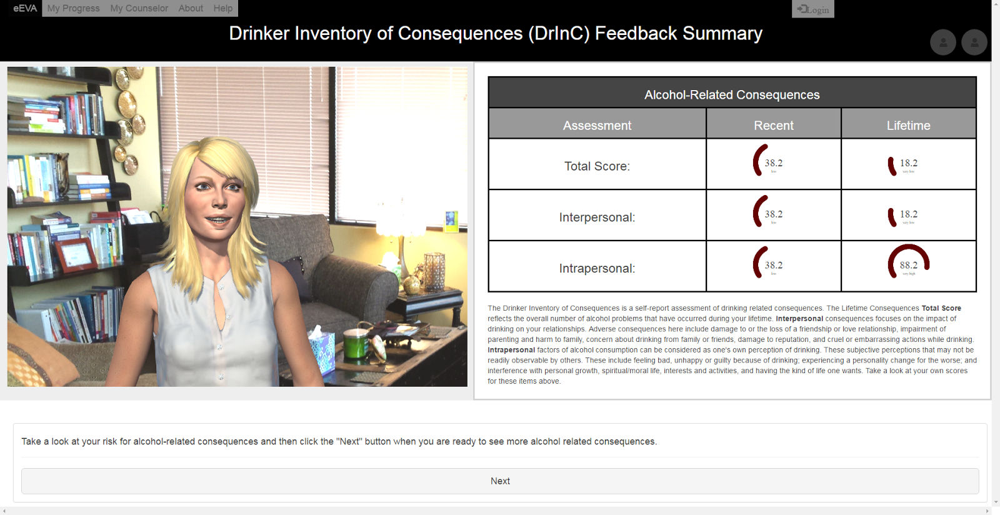 eEVA My Progress My Counselor About Help Login
Drinker Inventory of Consequences (DrInC) Feedback Summary
Alcohol-Related Consequences
Assessment Recent Lifetime
Total Score: 38.2 18.2
low very low
Interpersonal: 38.2 18.2
low very low
Intrapersonal: 38.2 88.2
low very high
The Drinker Inventory of Consequences is a self-report assessment of drinking related consequences. The Lifetime Consequences Total Score
reflects the overall number of alcohol problems that have occurred during your lifetime. Interpersonal consequences focuses on the impact of
drinking on your relationships. Adverse consequences here include damage to or the loss of a friendship or love relationship, impairment of
parenting and harm to family, concern about drinking from family or friends, damage to reputation, and cruel or embarrassing actions while drinking.
Intrapersonal factors of alcohol consumption can be considered as one's own perception of drinking. These subjective perceptions that may not be
readily observable by others. These include feeling bad, unhappy or guilty because of drinking; experiencing a personality change for the worse; and
interference with personal growth, spiritual/moral life, interests and activities, and having the kind of life one wants. Take a look at your own scores
for these items above.
Take a look at your risk for alcohol-related consequences and then click the "Next" button when you are ready to see more alcohol related consequences.
Next